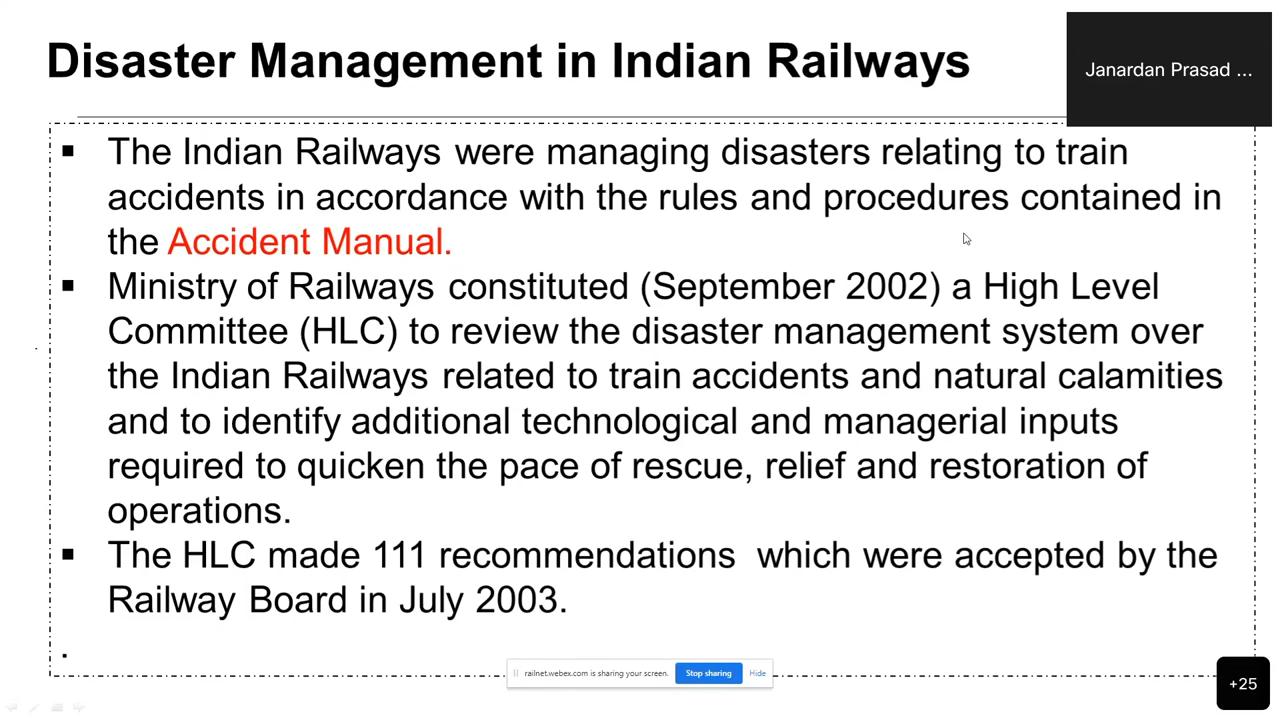 Disaster Management in Indian Railways
Janardan Prasad ...
▪ The Indian Railways were managing disasters relating to train
accidents in accordance with the rules and procedures contained in
the Accident Manual.
▪ Ministry of Railways constituted (September 2002) a High Level
Committee (HLC) to review the disaster management system over
the Indian Railways related to train accidents and natural calamities
and to identify additional technological and managerial inputs
required to quicken the pace of rescue, relief and restoration of
operations.
▪ The HLC made 111 recommendations  which were accepted by the
Railway Board in July 2003.
.
railnet.webex.com is sharing your screen. Stop sharing Hide
+25